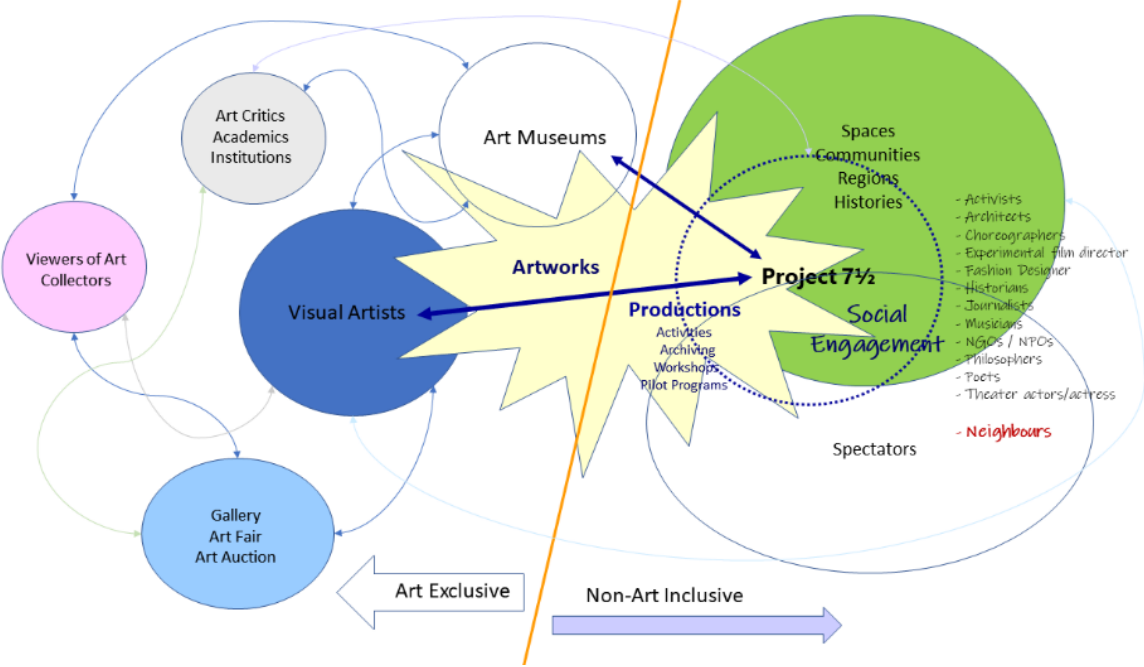 Art Critics
Academics
Institutions
Art Museums
Spaces
Communities
Regions
Histories
- Activists
- Architects
- Choreographers
- Experimental film director
- Fashion Designer
- Historians
- Journalists
- Musicians
- NGOs / NPOs
- Philosophers
- Poets
- Theater actors/actress
- Neighbours
Viewers of Art
Collectors
Artworks
Project 7½
Visual Artists
Productions
Activities
Archiving
Workshops
Pilot Programs
Social
Engagement
Spectators
Gallery
Art Fair
Art Auction
Art Exclusive
Non-Art Inclusive